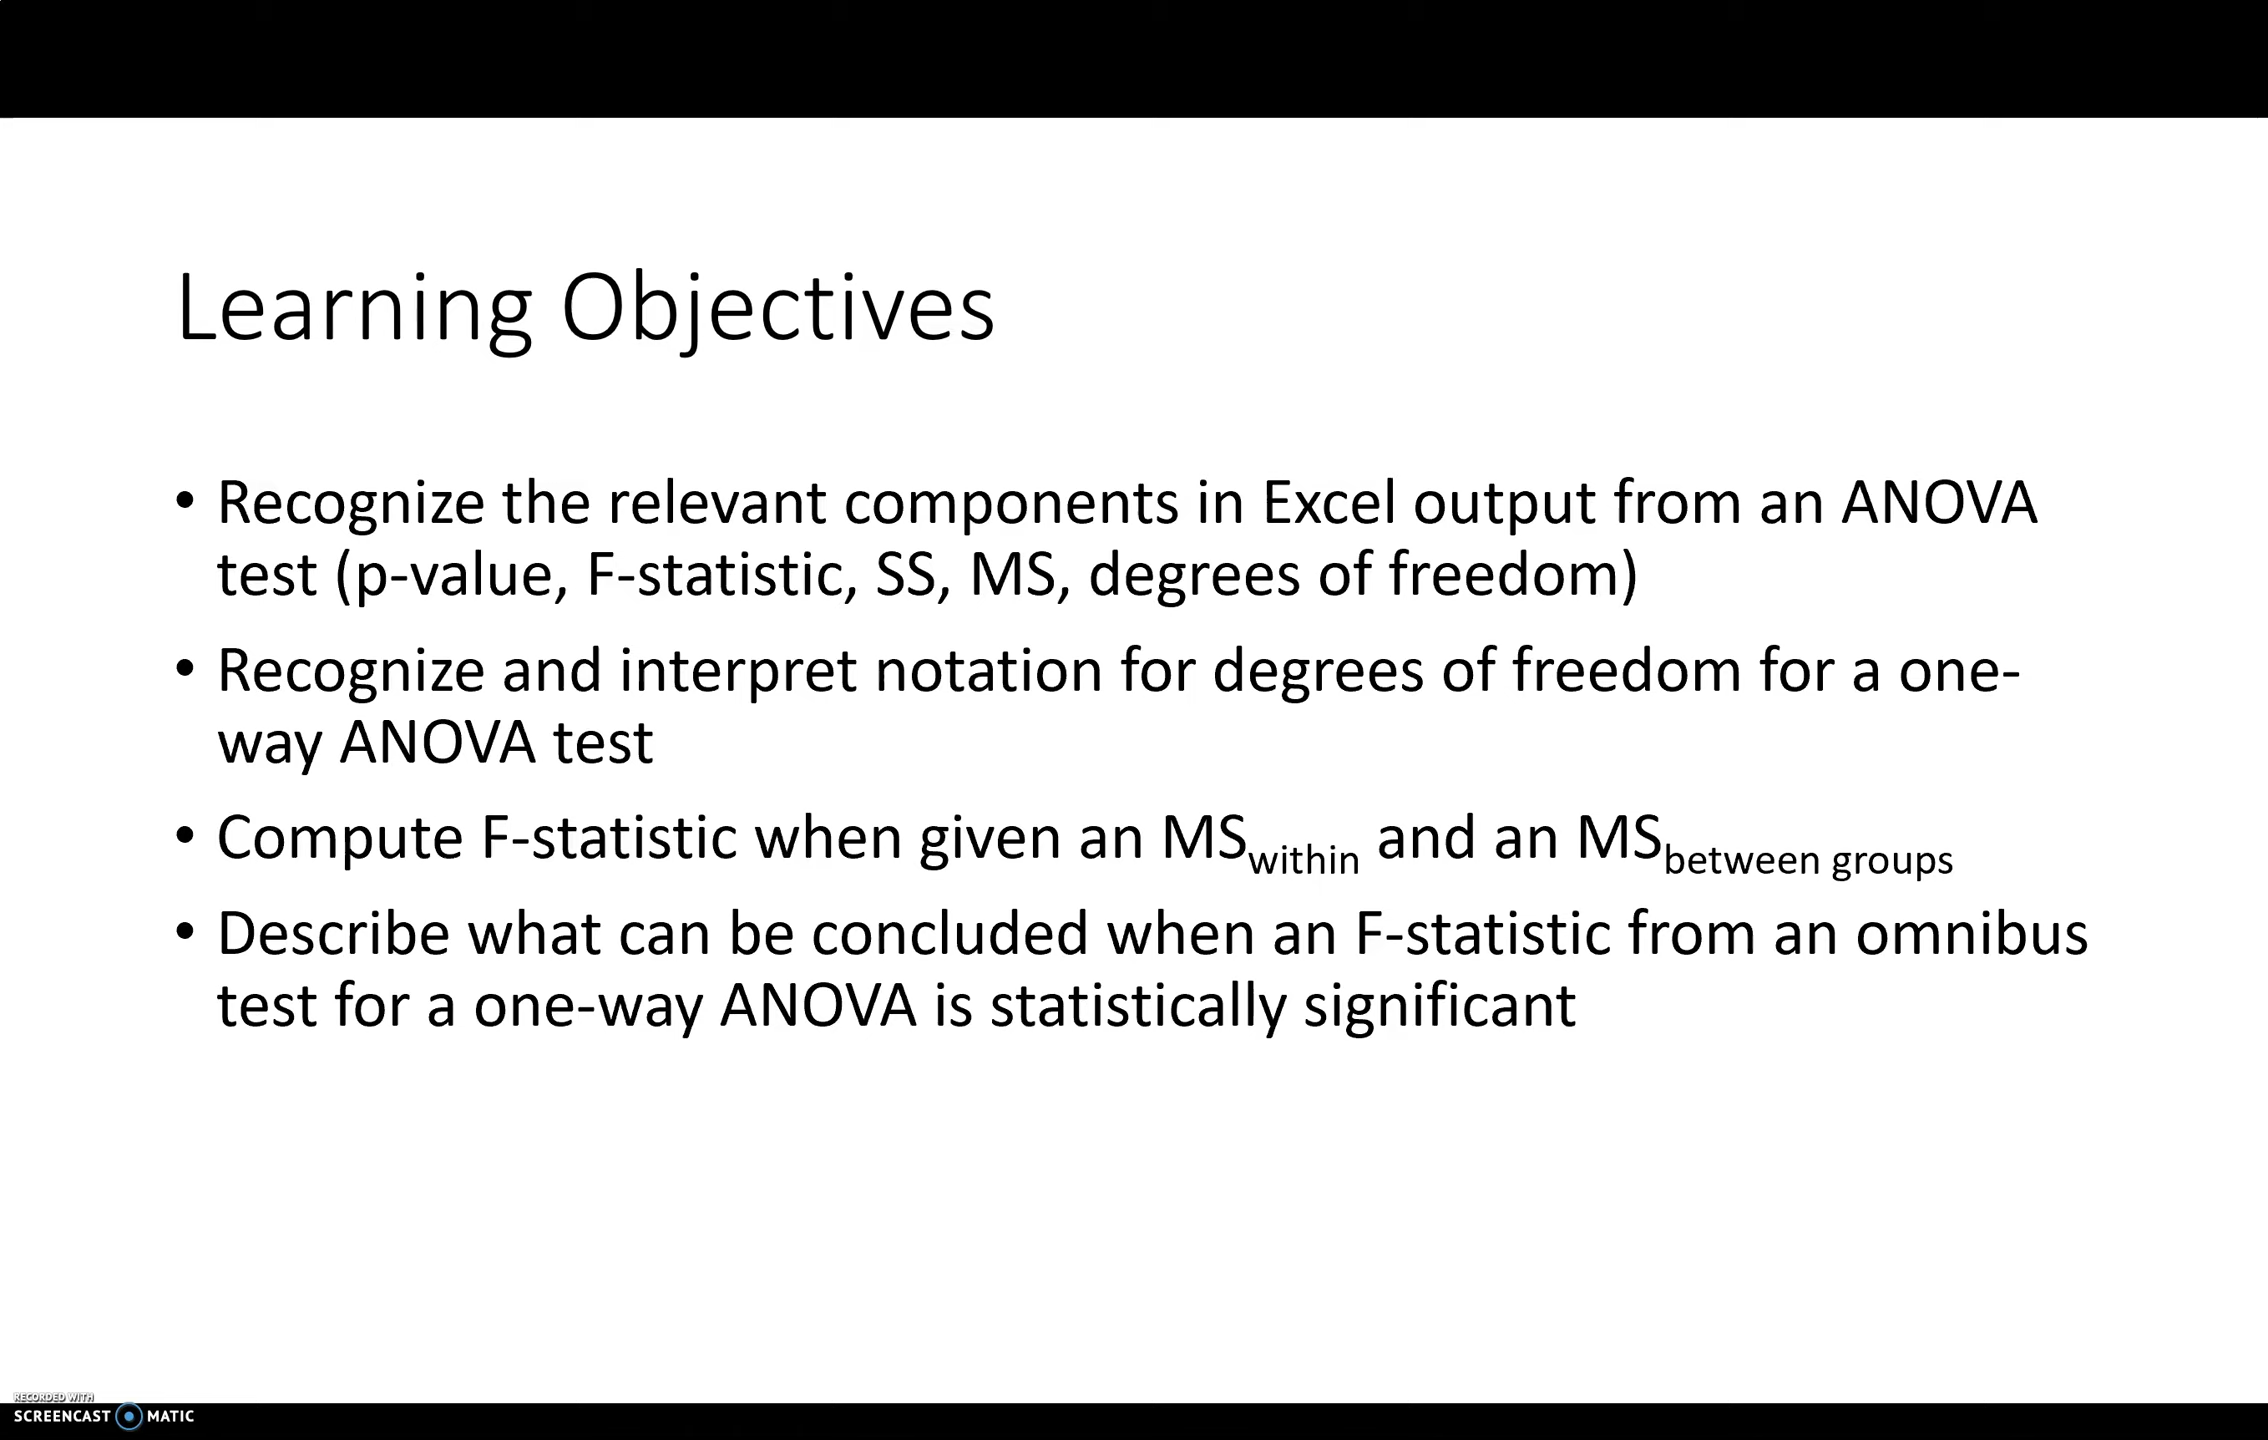 Learning Objectives
• Recognize the relevant components in Excel output from an ANOVA
test (p-value, F-statistic, SS, MS, degrees of freedom)
• Recognize and interpret notation for degrees of freedom for a one-
way ANOVA test
• Compute F-statistic when given an MSwithin and an MSbetween groups
• Describe what can be concluded when an F-statistic from an omnibus
test for a one-way ANOVA is statistically significant
RECORDED WITH
SCREENCAST MATIC